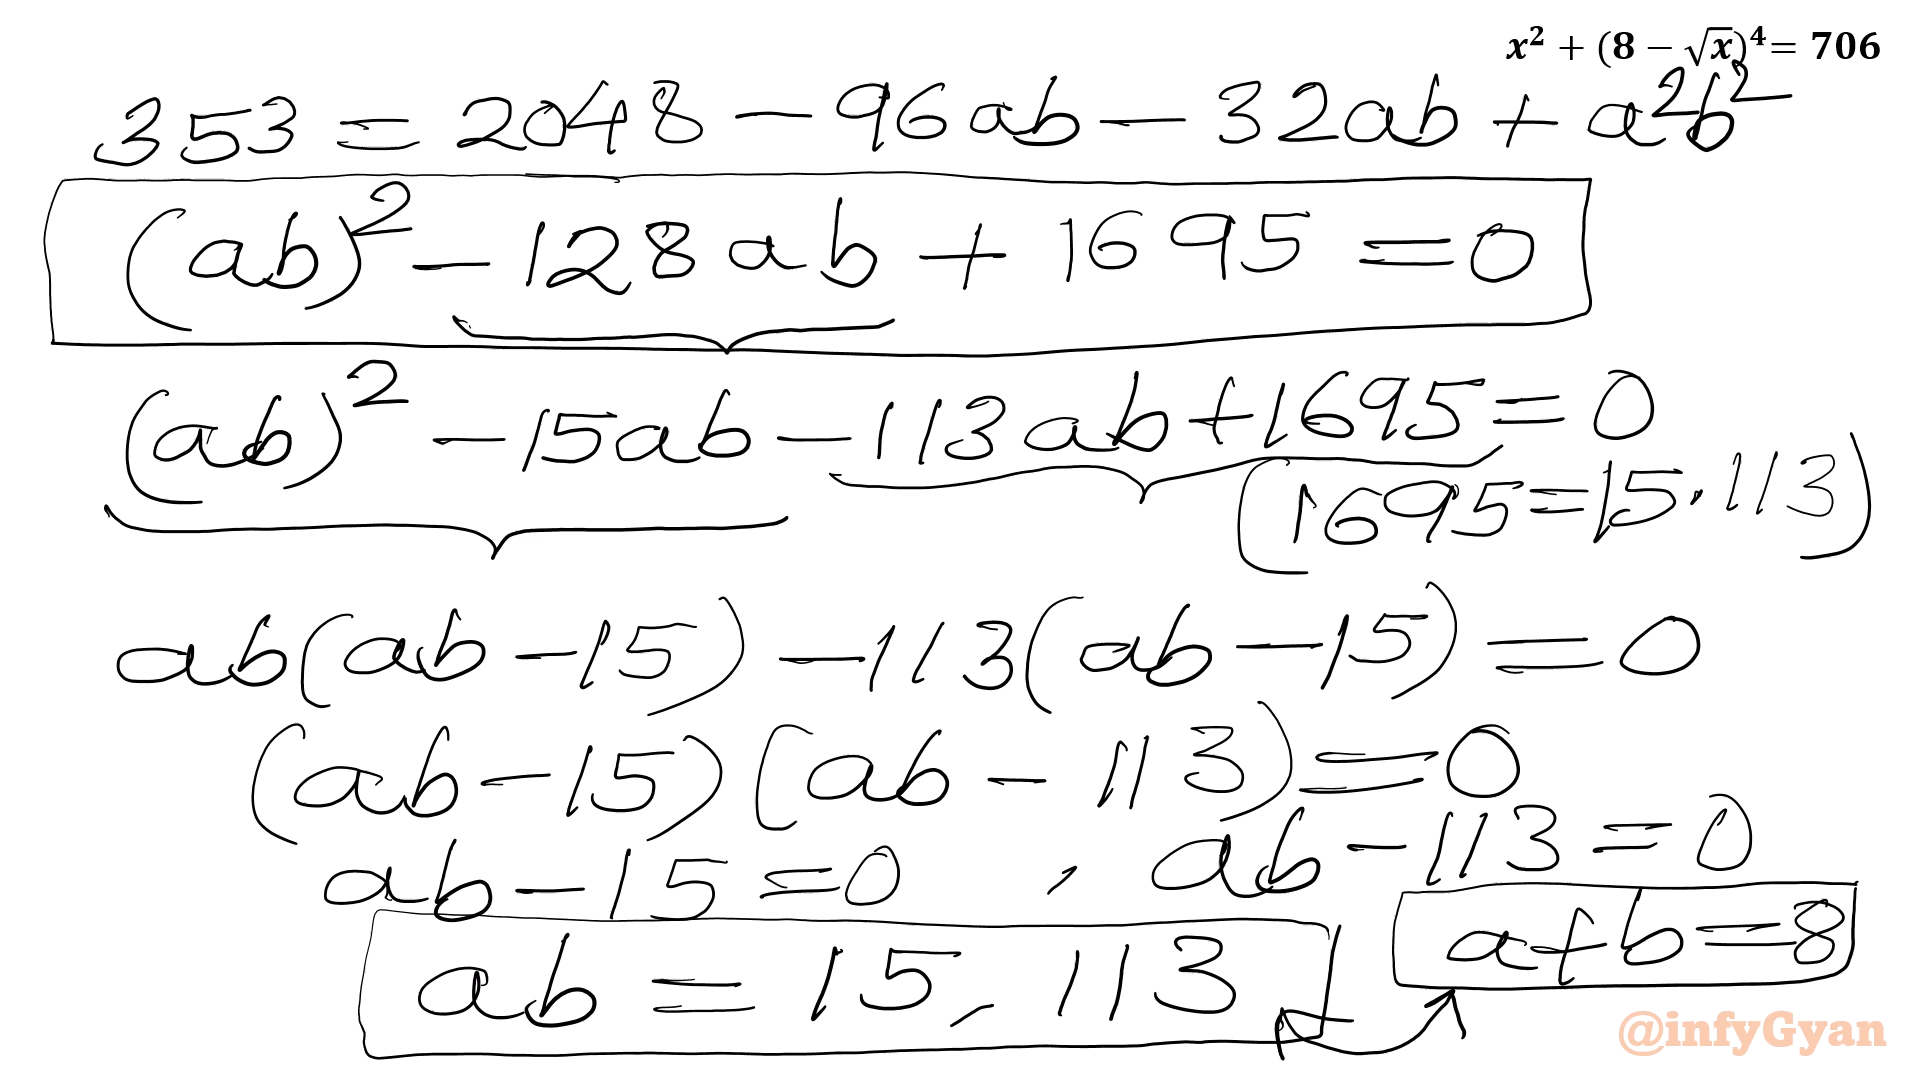 x² + (8 − √x)⁴= 706
353 = 2048 − 96ab − 32ab + a²b²
(ab)² − 128ab + 1695 = 0
(ab)² − 15ab − 113ab + 1695 = 0
(1695 = 15 · 113)
ab(ab − 15) − 113(ab − 15) = 0
(ab − 15) (ab − 113) = 0
ab − 15 = 0 , ab − 113 = 0
a + b = 8
ab = 15, 113
@infyGyan